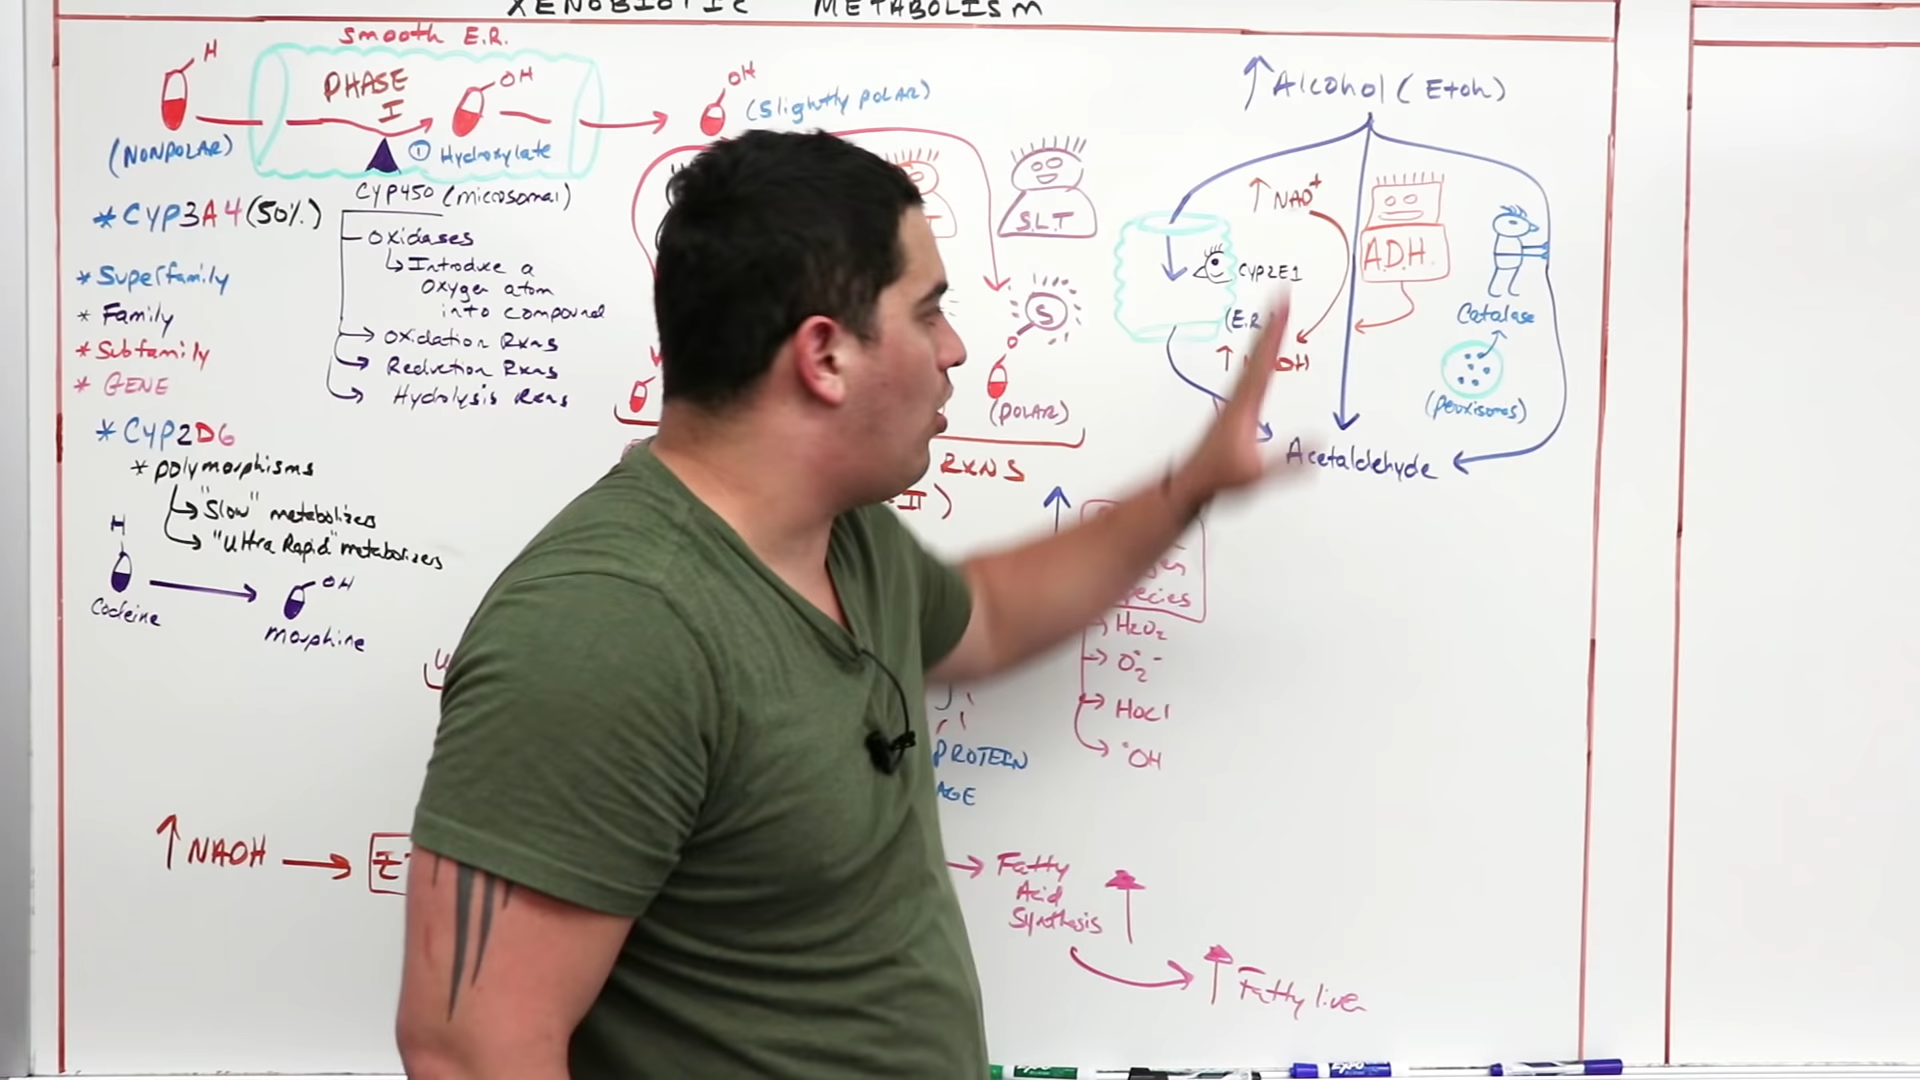 XENOBIOTIC METABOLISM
smooth E.R.
H
PHASE
I
OH
OH
(Slightly polar)
(NONPOLAR)
① Hydroxylate
CYP450 (microsomal)
* CYP3A4 (50%)
Oxidases
Introduce a
Oxygen atom
into compound
Oxidation Rxns
Reduction Rxns
Hydrolysis Rxns
* Superfamily
* Family
* Subfamily
* GENE
* CYP2D6
* polymorphisms
"Slow" metabolizers
"Ultra Rapid" metabolizers
H
OH
Codeine
morphine
T
S.L.T
S
(POLAR)
RXNS
II)
↑ Alcohol (Etoh)
↑ NAD+
CYP2E1
(E.R
↑
A.D.H.
Catalase
(peroxisomes)
Acetaldehyde
H2O2
O2-
HOCl
·OH
PROTEIN
AGE
↑ NADH
Fatty
Acid
Synthesis
↑ Fatty liver
EXPO